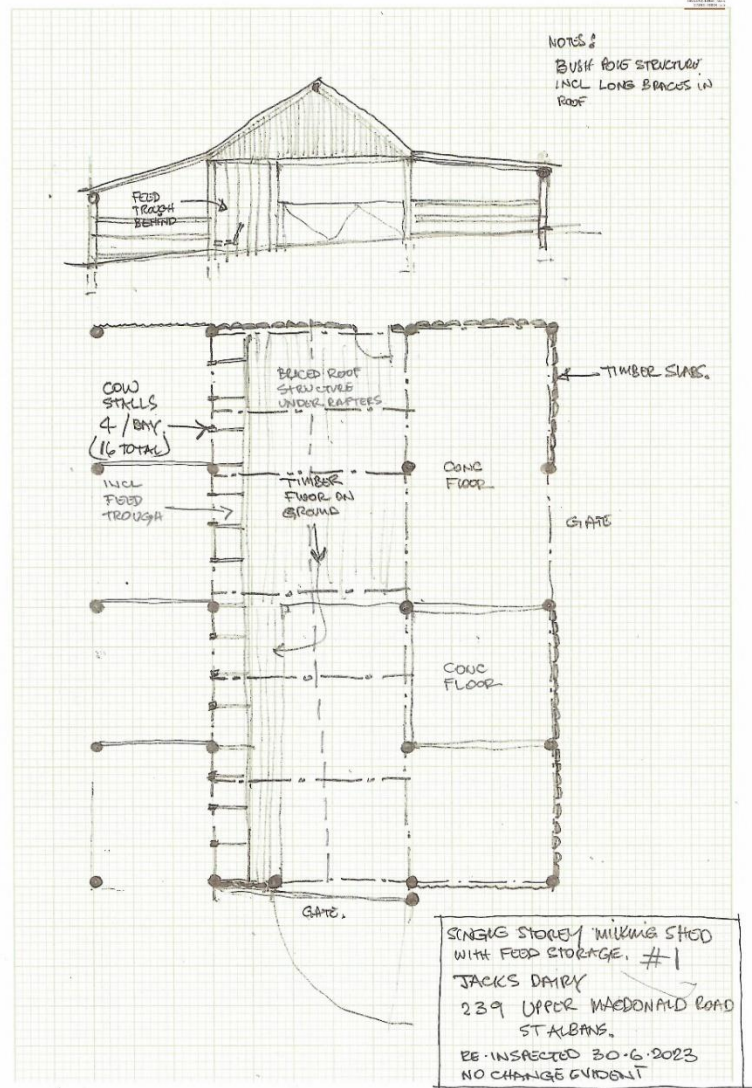 NOTES:
BUSH POLE STRUCTURE
INCL LONG BRACES IN
ROOF
FEED
TROUGH
BEHIND
BRACED ROOF
STRUCTURE
UNDER RAFTERS
TIMBER SLABS.
COW
STALLS
4 / BAY
(16 TOTAL)
INCL
FEED
TROUGH
TIMBER
FLOOR ON
GROUND
CONC
FLOOR
GATE
CONC
FLOOR
GATE.
SINGLE STOREY MILKING SHED
WITH FEED STORAGE. #1
JACKS DAIRY
239 UPPER MACDONALD ROAD
ST ALBANS.
RE-INSPECTED 30-6-2023
NO CHANGE EVIDENT